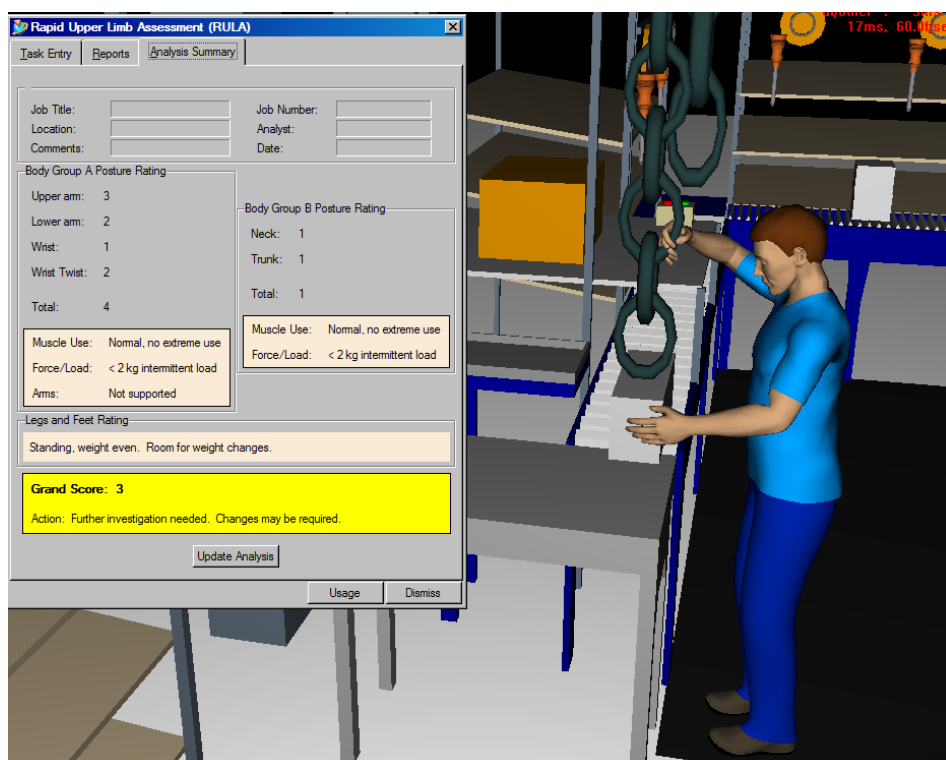 Rapid Upper Limb Assessment (RULA)
Task Entry Reports Analysis Summary
Job Title: Job Number:
Location: Analyst:
Comments: Date:
Body Group A Posture Rating
Upper arm: 3
Lower arm: 2
Wrist: 1
Wrist Twist: 2
Total: 4
Muscle Use: Normal, no extreme use
Force/Load: < 2 kg intermittent load
Arms: Not supported
Body Group B Posture Rating
Neck: 1
Trunk: 1
Total: 1
Muscle Use: Normal, no extreme use
Force/Load: < 2 kg intermittent load
Legs and Feet Rating
Standing, weight even. Room for weight changes.
Grand Score: 3
Action: Further investigation needed. Changes may be required.
Update Analysis
Usage Dismiss
17ms, 60.0